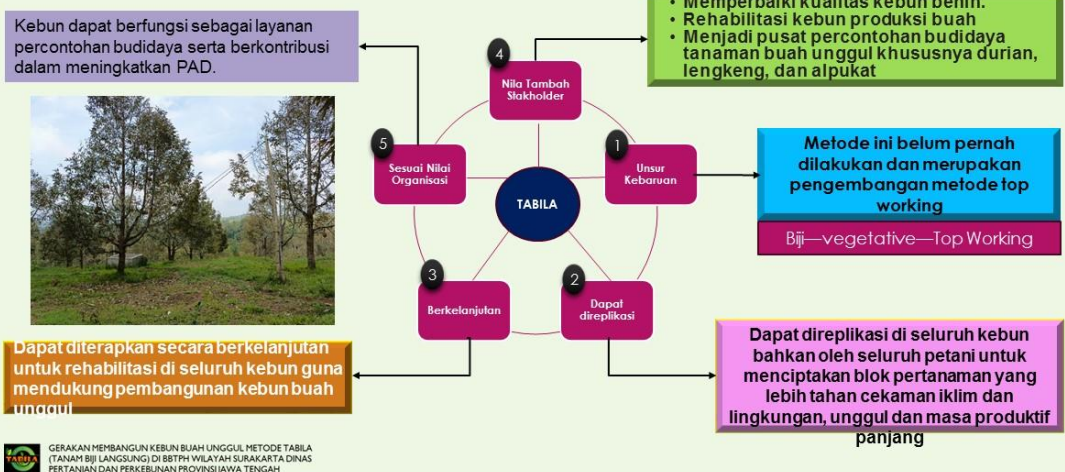 Kebun dapat berfungsi sebagai layanan
percontohan budidaya serta berkontribusi
dalam meningkatkan PAD.
• Memperbaiki kualitas kebun benih.
• Rehabilitasi kebun produksi buah
• Menjadi pusat percontohan budidaya
tanaman buah unggul khususnya durian,
lengkeng, dan alpukat
4
Nila Tambah
Stakholder
5
Sesuai Nilai
Organisasi
1
Unsur
Kebaruan
TABILA
3
Berkelanjutan
2
Dapat
direplikasi
Metode ini belum pernah
dilakukan dan merupakan
pengembangan metode top
working
Biji—vegetative—Top Working
Dapat diterapkan secara berkelanjutan
untuk rehabilitasi di seluruh kebun guna
mendukung pembangunan kebun buah
unggul
Dapat direplikasi di seluruh kebun
bahkan oleh seluruh petani untuk
menciptakan blok pertanaman yang
lebih tahan cekaman iklim dan
lingkungan, unggul dan masa produktif
panjang
TABILA
GERAKAN MEMBANGUN KEBUN BUAH UNGGUL METODE TABILA
(TANAM BIJI LANGSUNG) DI BBTPH WILAYAH SURAKARTA DINAS
PERTANIAN DAN PERKEBUNAN PROVINSI JAWA TENGAH